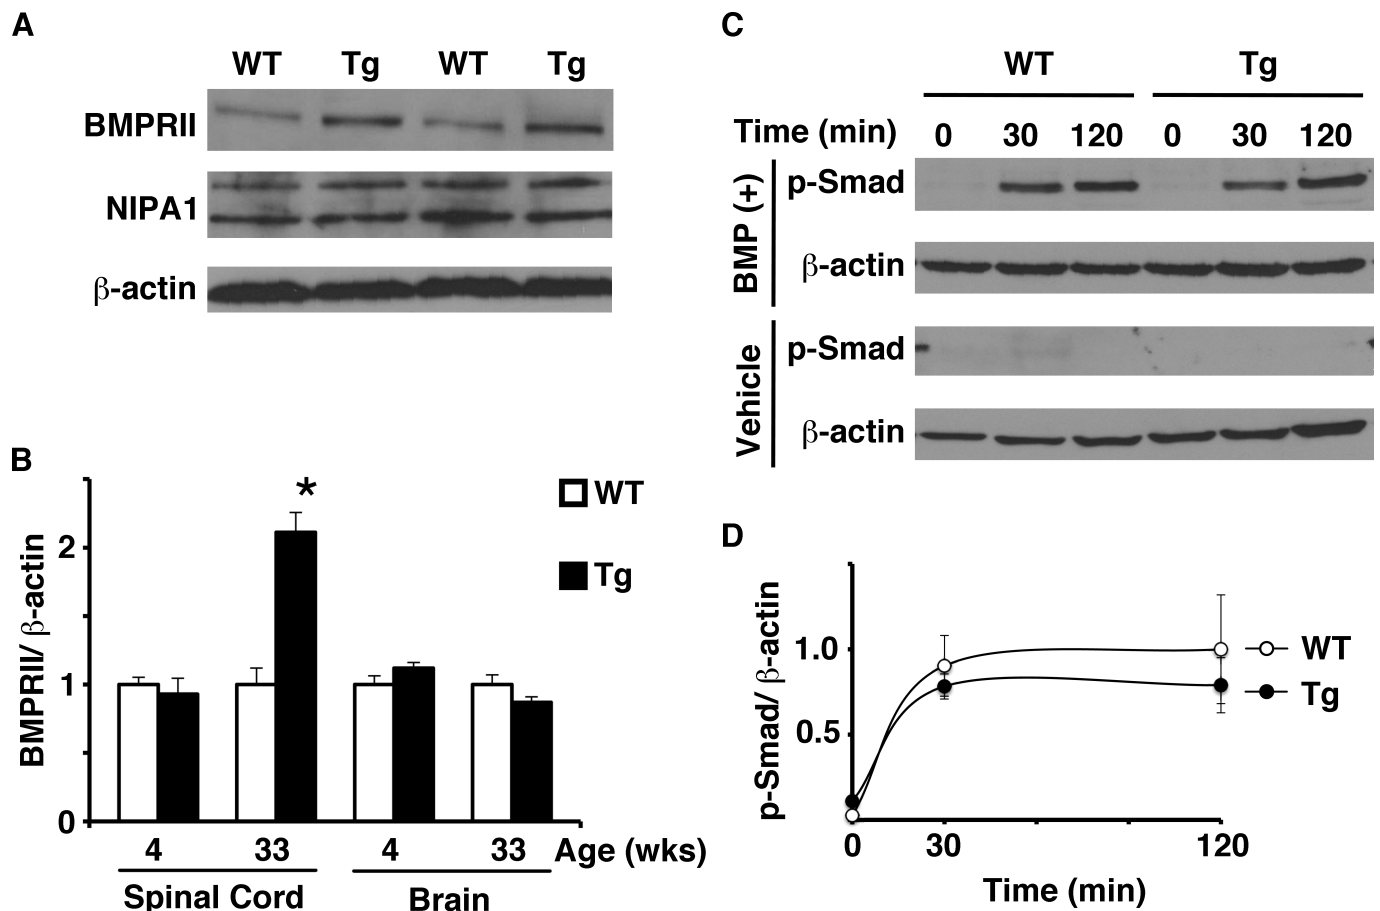 A
WT Tg WT Tg
BMPRII
NIPA1
β-actin
B
*
WT
Tg
BMPRII/ β-actin
2
1
0
4 33 4 33 Age (wks)
Spinal Cord Brain
C
WT Tg
Time (min) 0 30 120 0 30 120
BMP (+)
p-Smad
β-actin
Vehicle
p-Smad
β-actin
D
p-Smad/ β-actin
1.0
0.5
WT
Tg
0 30 120
Time (min)